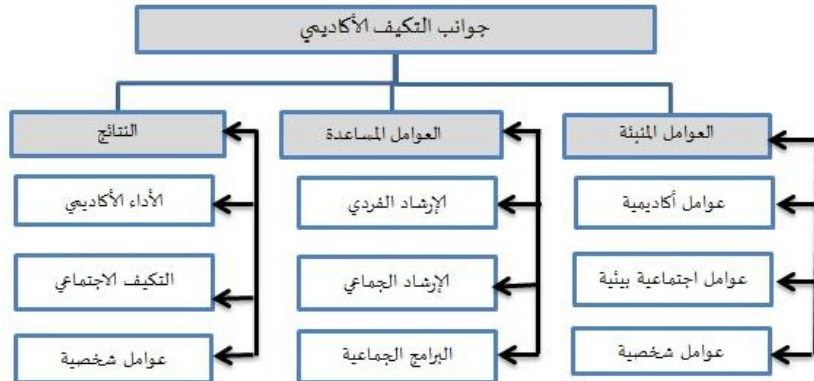 جوانب التكيف الأكاديمي
العوامل المنبئة
العوامل المساعدة
النتائج
عوامل أكاديمية
الإرشاد الفردي
الأداء الأكاديمي
عوامل اجتماعية بيئية
الإرشاد الجماعي
التكيف الاجتماعي
عوامل شخصية
البرامج الجماعية
عوامل شخصية